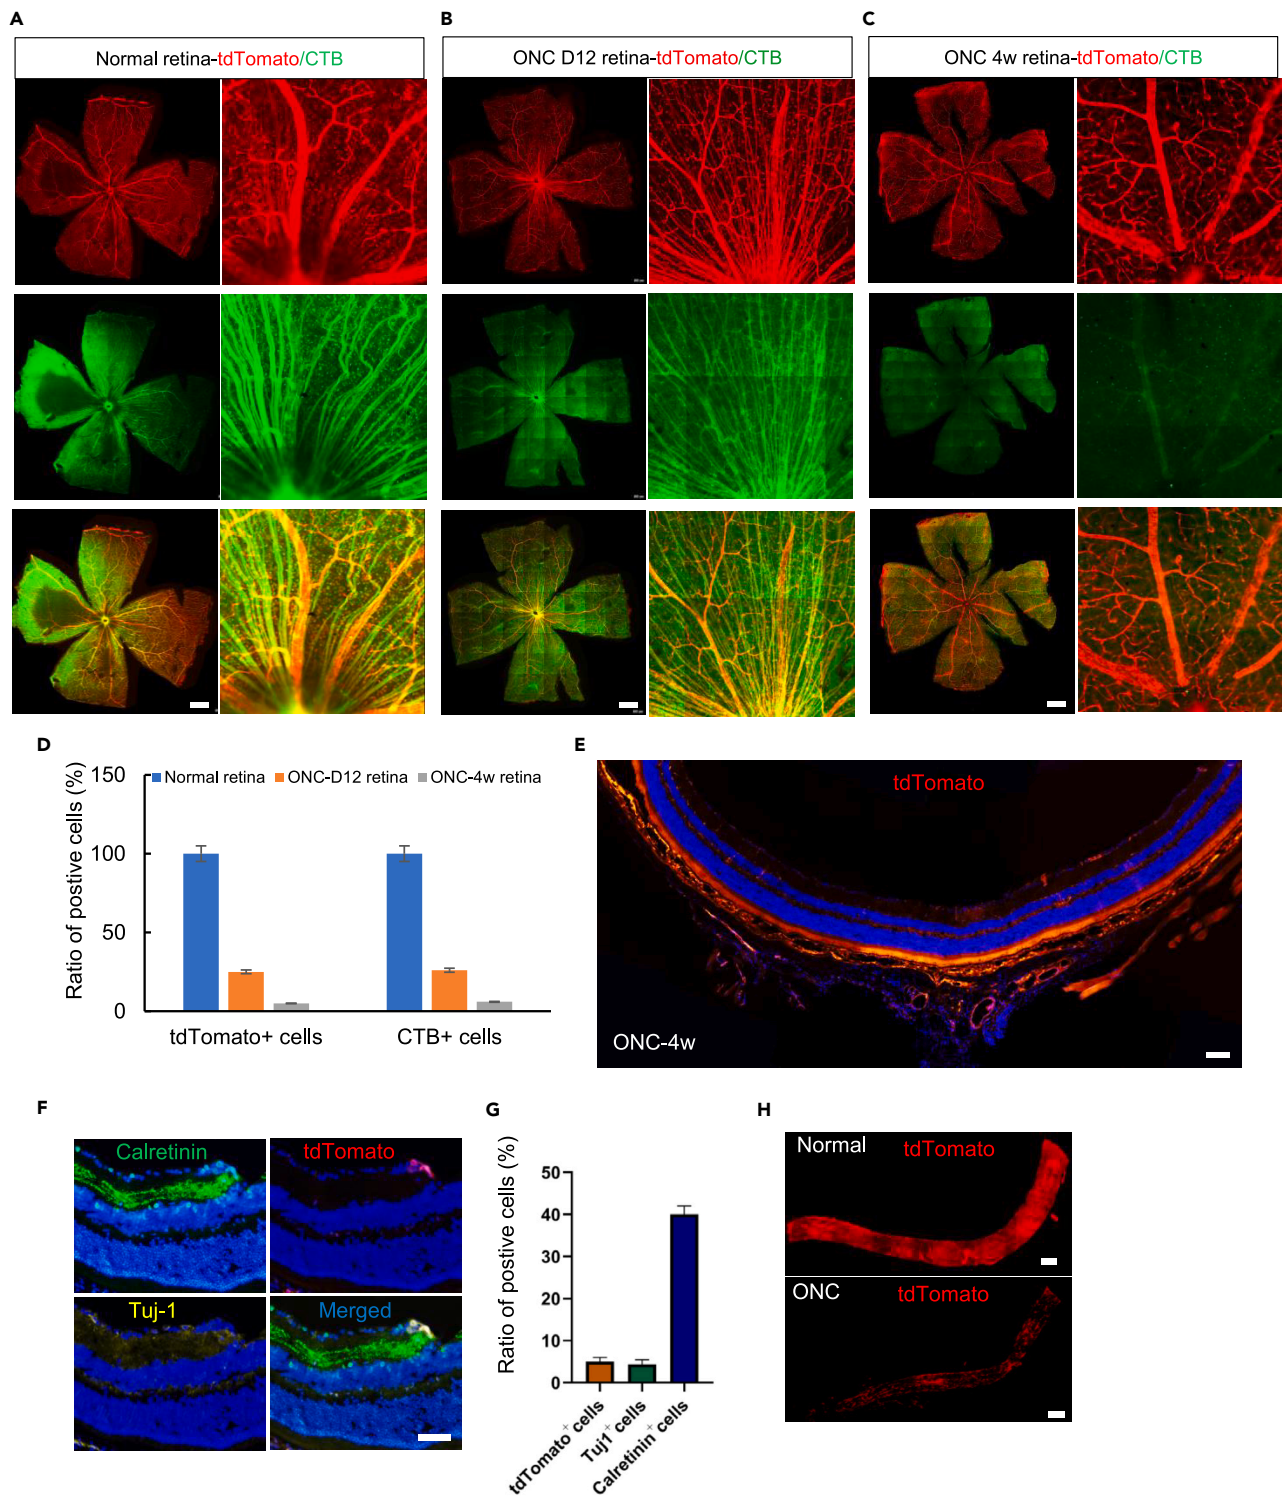 A
B
C
Normal retina-tdTomato/CTB
ONC D12 retina-tdTomato/CTB
ONC 4w retina-tdTomato/CTB
D
Ratio of postive cells (%)
150
100
50
0
Normal retina
ONC-D12 retina
ONC-4w retina
tdTomato+ cells
CTB+ cells
E
tdTomato
ONC-4w
F
Calretinin
tdTomato
Tuj-1
Merged
G
Ratio of postive cells (%)
50
40
30
20
10
0
tdTomato+ cells
Tuj1+ cells
Calretinin+ cells
H
Normal
tdTomato
ONC
tdTomato